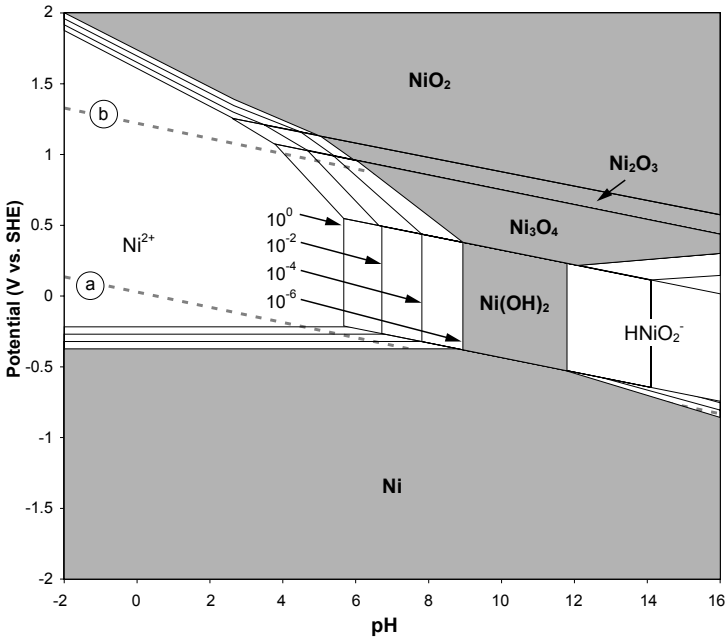 2
1.5
1
0.5
0
-0.5
-1
-1.5
-2
Potential (V vs. SHE)
NiO₂
b
Ni₂O₃
Ni₃O₄
10⁰
10⁻²
10⁻⁴
10⁻⁶
Ni²⁺
a
Ni(OH)₂
HNiO₂⁻
Ni
-2
0
2
4
6
8
10
12
14
16
pH